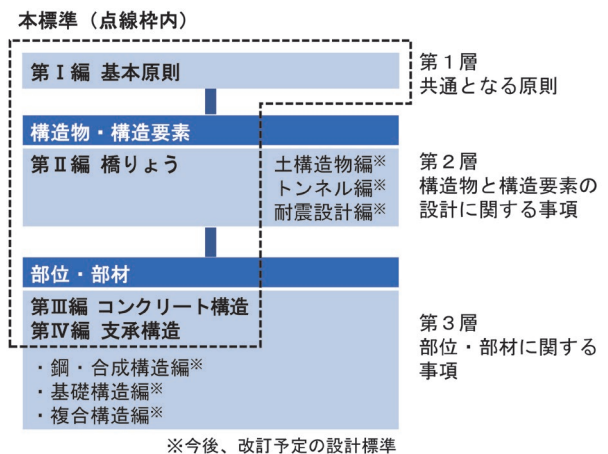 本標準（点線枠内）
第Ⅰ編 基本原則
第１層
共通となる原則
構造物・構造要素
第Ⅱ編 橋りょう
土構造物編※
トンネル編※
耐震設計編※
第２層
構造物と構造要素の
設計に関する事項
部位・部材
第Ⅲ編 コンクリート構造
第Ⅳ編 支承構造
・鋼・合成構造編※
・基礎構造編※
・複合構造編※
第３層
部位・部材に関する
事項
※今後、改訂予定の設計標準